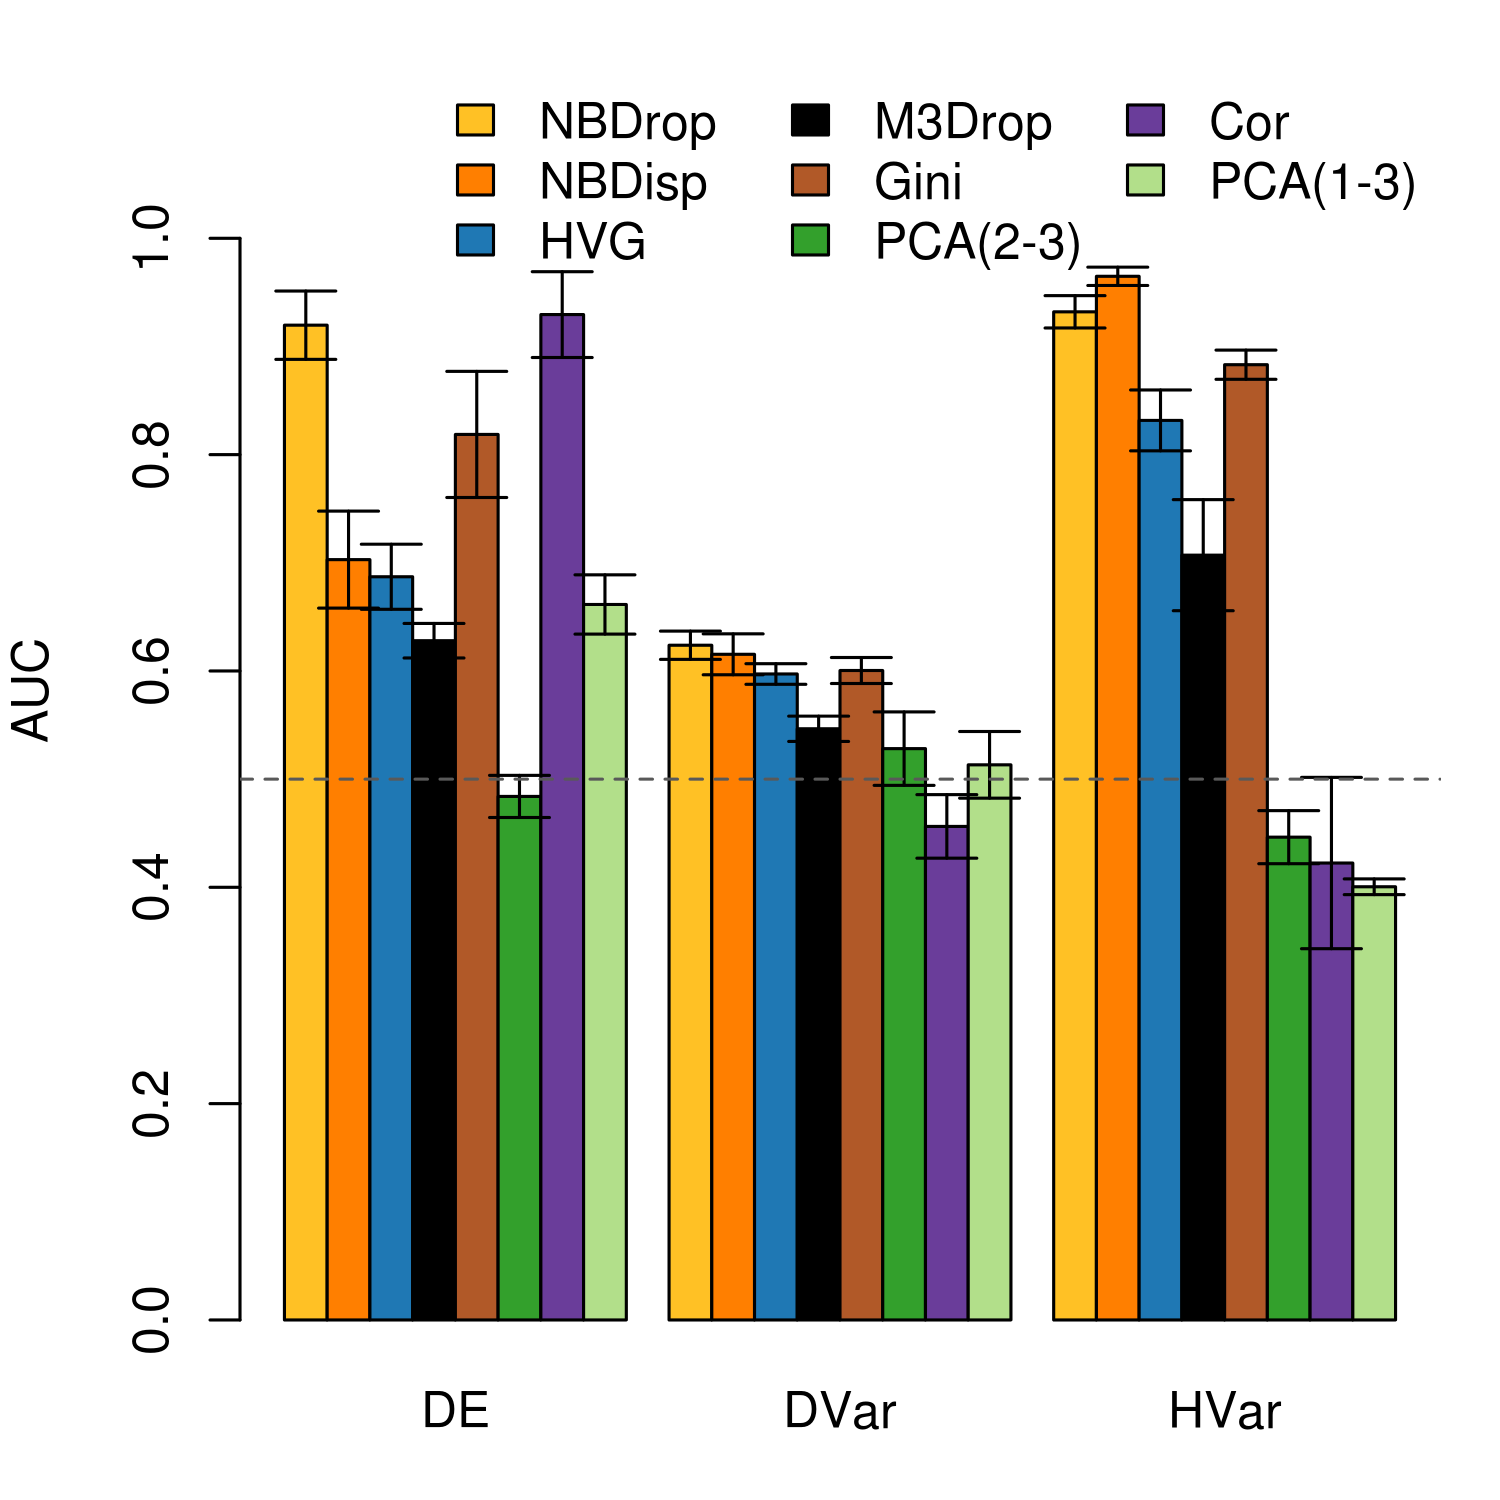 NBDrop
NBDisp
HVG
M3Drop
Gini
PCA(2-3)
Cor
PCA(1-3)
AUC
1.0
0.8
0.6
0.4
0.2
0.0
DE
DVar
HVar